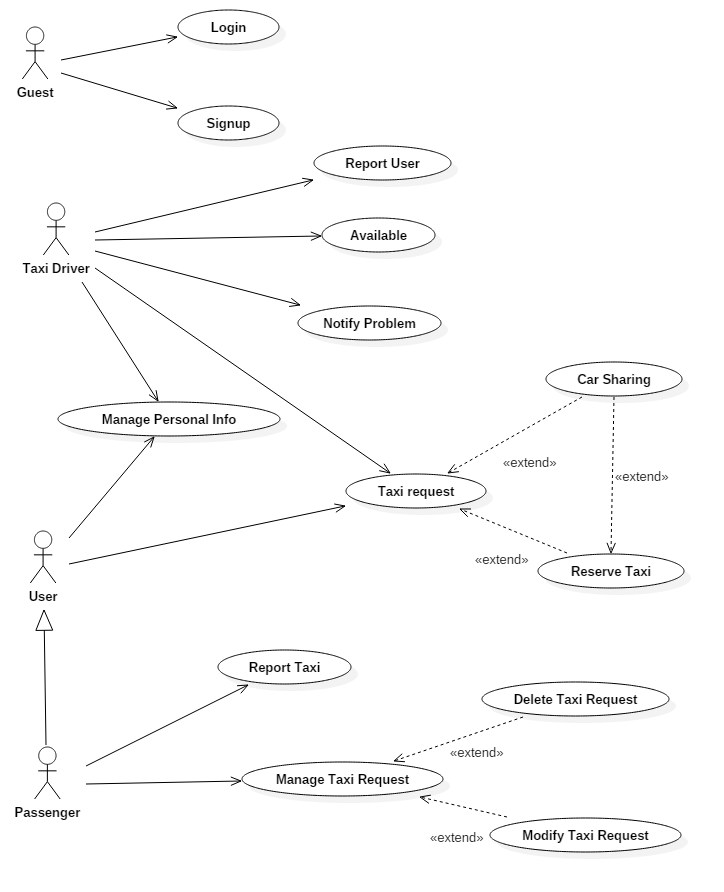 Login
Guest
Signup
Report User
Available
Taxi Driver
Notify Problem
Car Sharing
Manage Personal Info
«extend»
«extend»
Taxi request
«extend»
Reserve Taxi
User
Report Taxi
Delete Taxi Request
«extend»
Manage Taxi Request
Passenger
Modify Taxi Request
«extend»